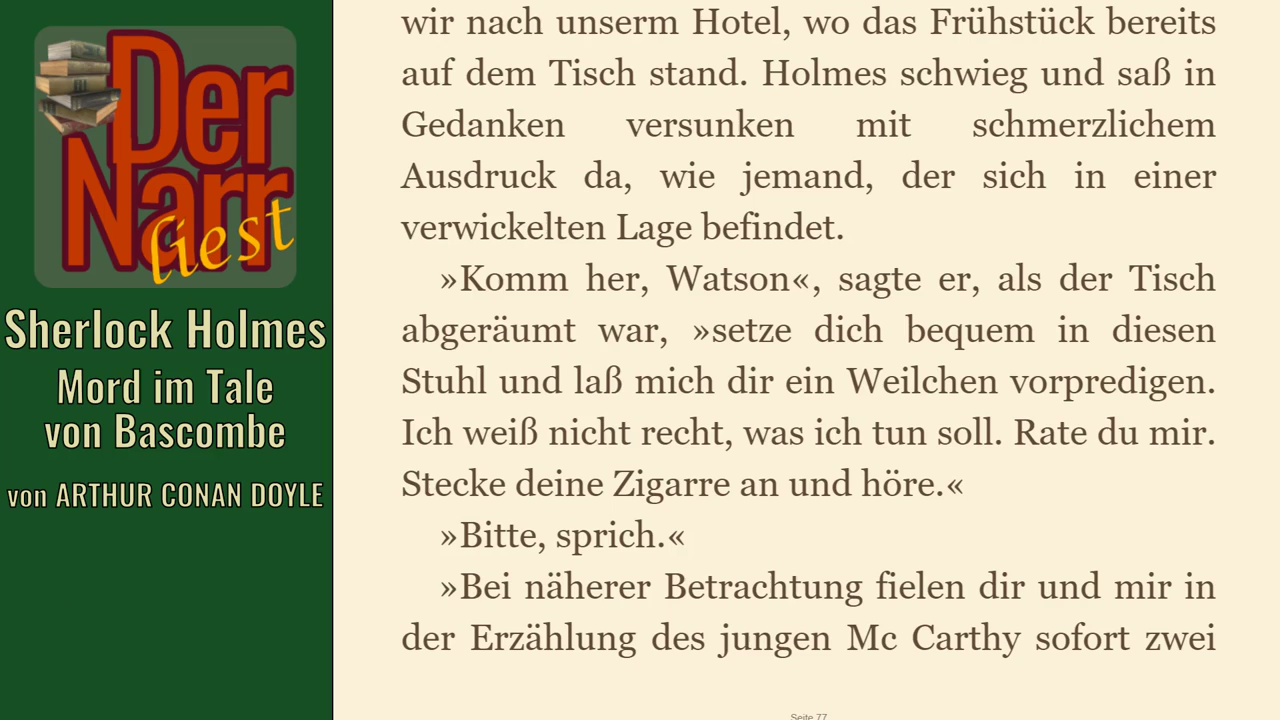 Der
Narr
liest
Sherlock Holmes
Mord im Tale
von Bascombe
von ARTHUR CONAN DOYLE
wir nach unserm Hotel, wo das Frühstück bereits
auf dem Tisch stand. Holmes schwieg und saß in
Gedanken versunken mit schmerzlichem
Ausdruck da, wie jemand, der sich in einer
verwickelten Lage befindet.
»Komm her, Watson«, sagte er, als der Tisch
abgeräumt war, »setze dich bequem in diesen
Stuhl und laß mich dir ein Weilchen vorpredigen.
Ich weiß nicht recht, was ich tun soll. Rate du mir.
Stecke deine Zigarre an und höre.«
»Bitte, sprich.«
»Bei näherer Betrachtung fielen dir und mir in
der Erzählung des jungen Mc Carthy sofort zwei
Seite 77